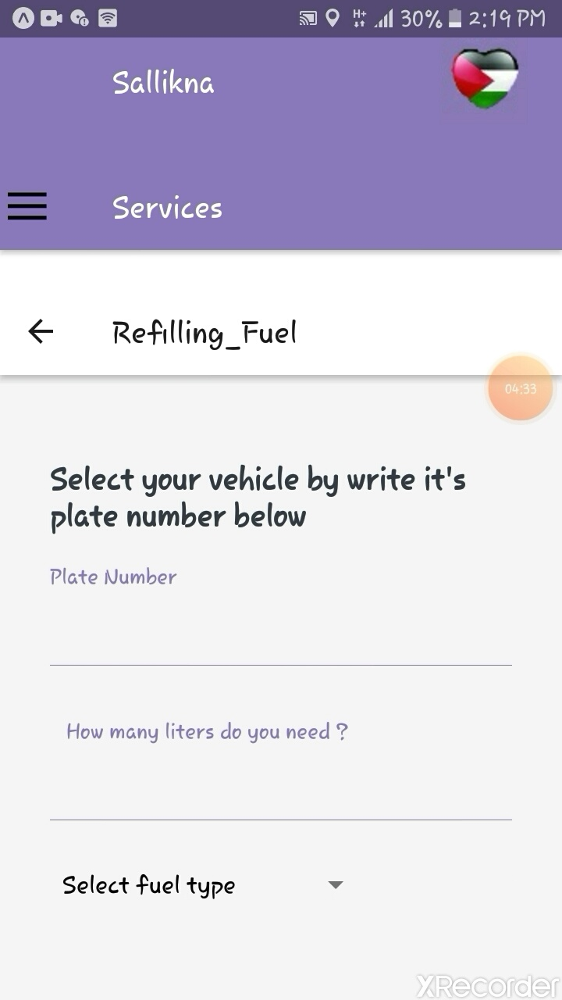 30% 2:19 PM
Sallikna
Services
Refilling_Fuel
04:33
Select your vehicle by write it's
plate number below
Plate Number
How many liters do you need ?
Select fuel type
XRecorder